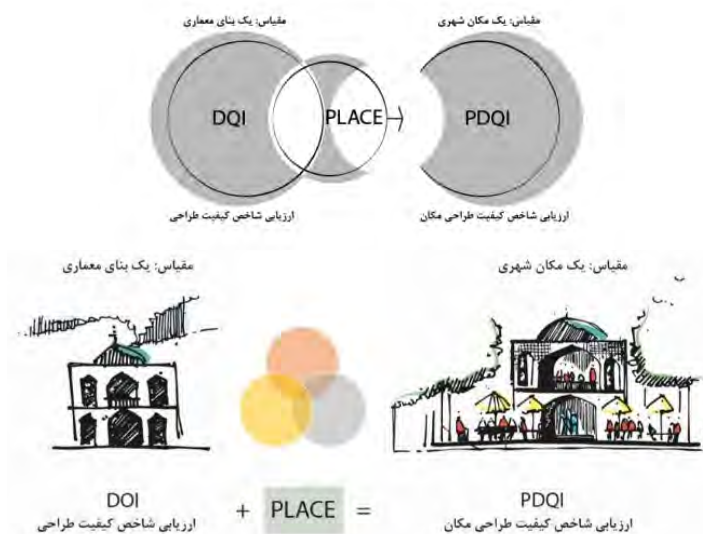 مقیاس: یک بنای معماری
مقیاس: یک مکان شهری
DQI
PLACE
PDQI
ارزیابی شاخص کیفیت طراحی
ارزیابی شاخص کیفیت طراحی مکان
مقیاس: یک بنای معماری
مقیاس: یک مکان شهری
DOI + PLACE = PDQI
ارزیابی شاخص کیفیت طراحی
ارزیابی شاخص کیفیت طراحی مکان